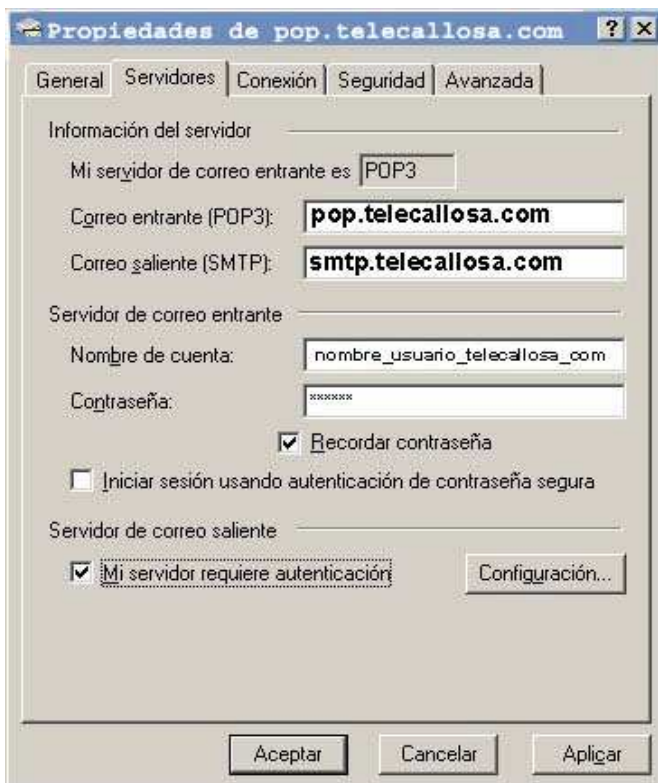 Propiedades de pop.telecallosa.com ? ×
General Servidores Conexión Seguridad Avanzada
Información del servidor
Mi servidor de correo entrante es POP3
Correo entrante (POP3): pop.telecallosa.com
Correo saliente (SMTP): smtp.telecallosa.com
Servidor de correo entrante
Nombre de cuenta: nombre_usuario_telecallosa_com
Contraseña: ××××××
Recordar contraseña
Iniciar sesión usando autenticación de contraseña segura
Servidor de correo saliente
Mi servidor requiere autenticación Configuración...
Aceptar Cancelar Aplicar